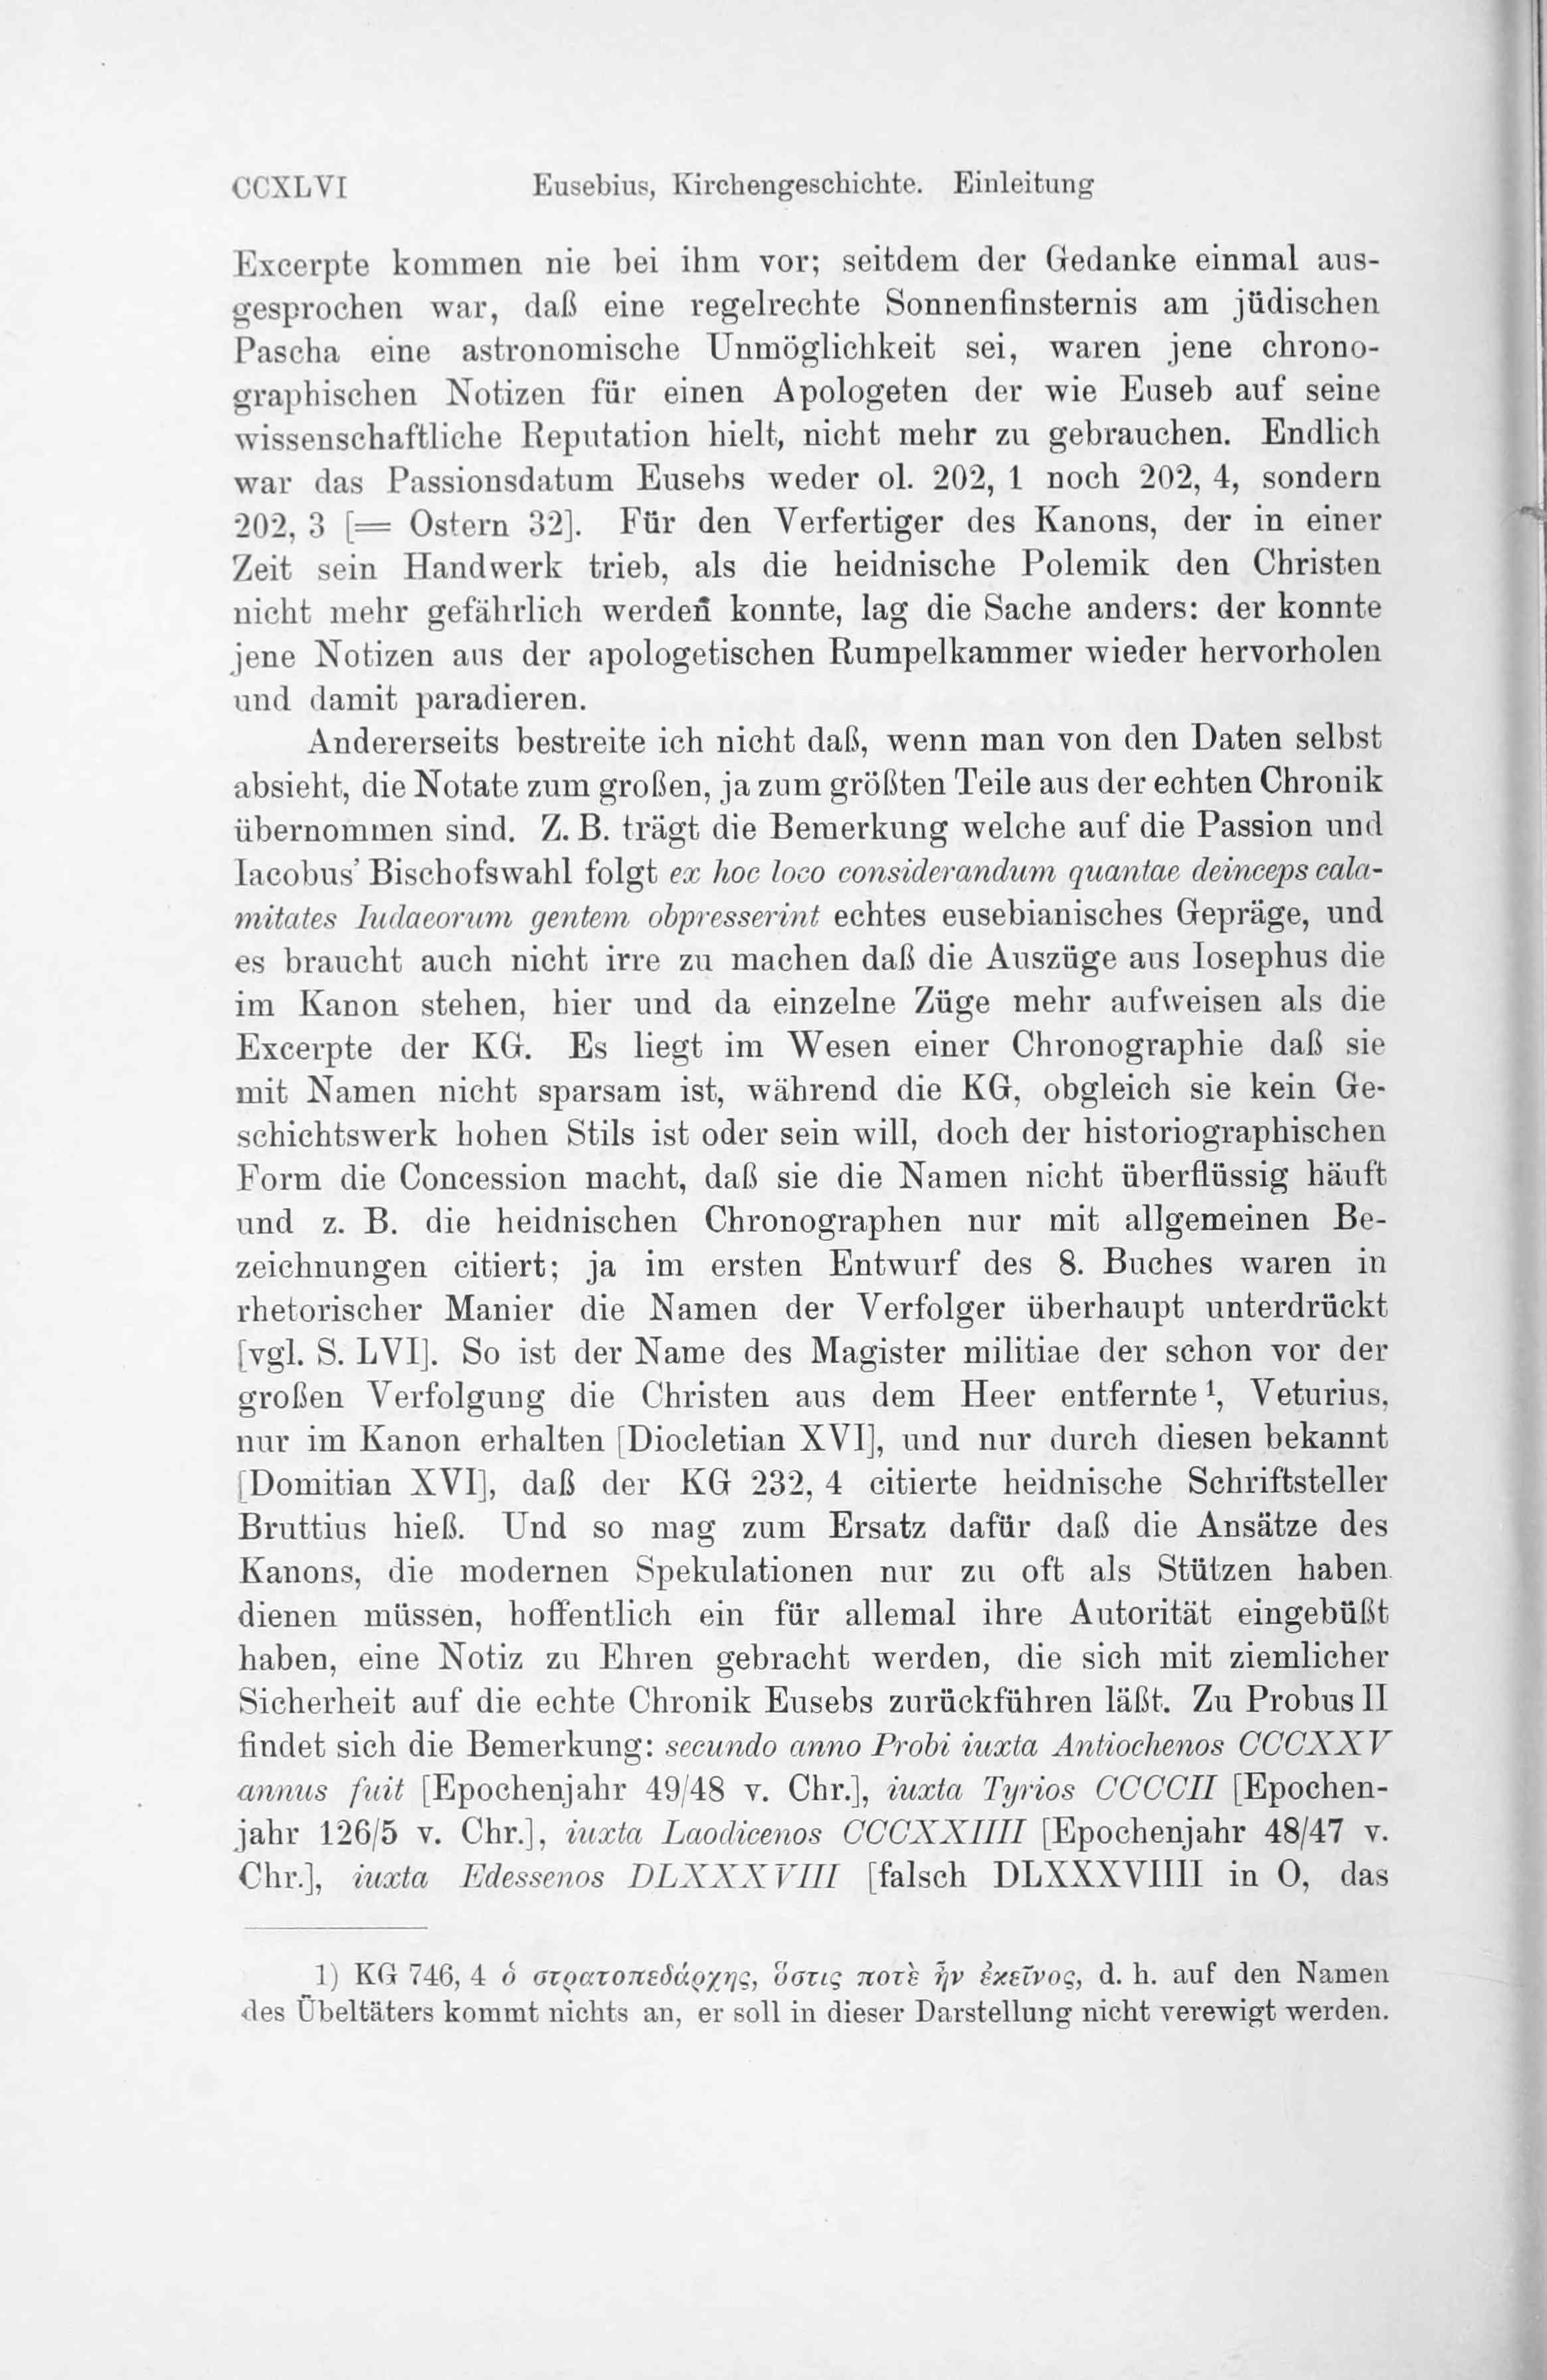 CCXLVI Eusebius, Kirchengeschichte. Einleitung
Excerpte kommen nie bei ihm vor; seitdem der Gedanke einmal aus-
gesprochen war, daß eine regelrechte Sonnenfinsternis am jüdischen
Pascha eine astronomische Unmöglichkeit sei, waren jene chrono-
graphischen Notizen für einen Apologeten der wie Euseb auf seine
wissenschaftliche Reputation hielt, nicht mehr zu gebrauchen. Endlich
war das Passionsdatum Eusebs weder ol. 202, 1 noch 202, 4, sondern
202, 3 [= Ostern 32]. Für den Verfertiger des Kanons, der in einer
Zeit sein Handwerk trieb, als die heidnische Polemik den Christen
nicht mehr gefährlich werden konnte, lag die Sache anders: der konnte
jene Notizen aus der apologetischen Rumpelkammer wieder hervorholen
und damit paradieren.
Andererseits bestreite ich nicht daß, wenn man von den Daten selbst
absieht, die Notate zum großen, ja zum größten Teile aus der echten Chronik
übernommen sind. Z. B. trägt die Bemerkung welche auf die Passion und
Iacobus' Bischofswahl folgt ex hoc loco considerandum quantae deinceps cala-
mitates Iudaeorum gentem obpresserint echtes eusebianisches Gepräge, und
es braucht auch nicht irre zu machen daß die Auszüge aus Iosephus die
im Kanon stehen, hier und da einzelne Züge mehr aufweisen als die
Excerpte der KG. Es liegt im Wesen einer Chronographie daß sie
mit Namen nicht sparsam ist, während die KG, obgleich sie kein Ge-
schichtswerk hohen Stils ist oder sein will, doch der historiographischen
Form die Concession macht, daß sie die Namen nicht überflüssig häuft
und z. B. die heidnischen Chronographen nur mit allgemeinen Be-
zeichnungen citiert; ja im ersten Entwurf des 8. Buches waren in
rhetorischer Manier die Namen der Verfolger überhaupt unterdrückt
[vgl. S. LVI]. So ist der Name des Magister militiae der schon vor der
großen Verfolgung die Christen aus dem Heer entfernte¹, Veturius,
nur im Kanon erhalten [Diocletian XVI], und nur durch diesen bekannt
[Domitian XVI], daß der KG 232, 4 citierte heidnische Schriftsteller
Bruttius hieß. Und so mag zum Ersatz dafür daß die Ansätze des
Kanons, die modernen Spekulationen nur zu oft als Stützen haben
dienen müssen, hoffentlich ein für allemal ihre Autorität eingebüßt
haben, eine Notiz zu Ehren gebracht werden, die sich mit ziemlicher
Sicherheit auf die echte Chronik Eusebs zurückführen läßt. Zu Probus II
findet sich die Bemerkung: secundo anno Probi iuxta Antiochenos CCCXXV
annus fuit [Epochenjahr 49/48 v. Chr.], iuxta Tyrios CCCCII [Epochen-
jahr 126/5 v. Chr.], iuxta Laodicenos CCCXXIIII [Epochenjahr 48/47 v.
Chr.], iuxta Edessenos DLXXXVIII [falsch DLXXXVIIII in O, das
1) KG 746, 4 ὁ στρατοπεδάρχης, ὅστις ποτὲ ἦν ἐκεῖνος, d. h. auf den Namen
des Übeltäters kommt nichts an, er soll in dieser Darstellung nicht verewigt werden.